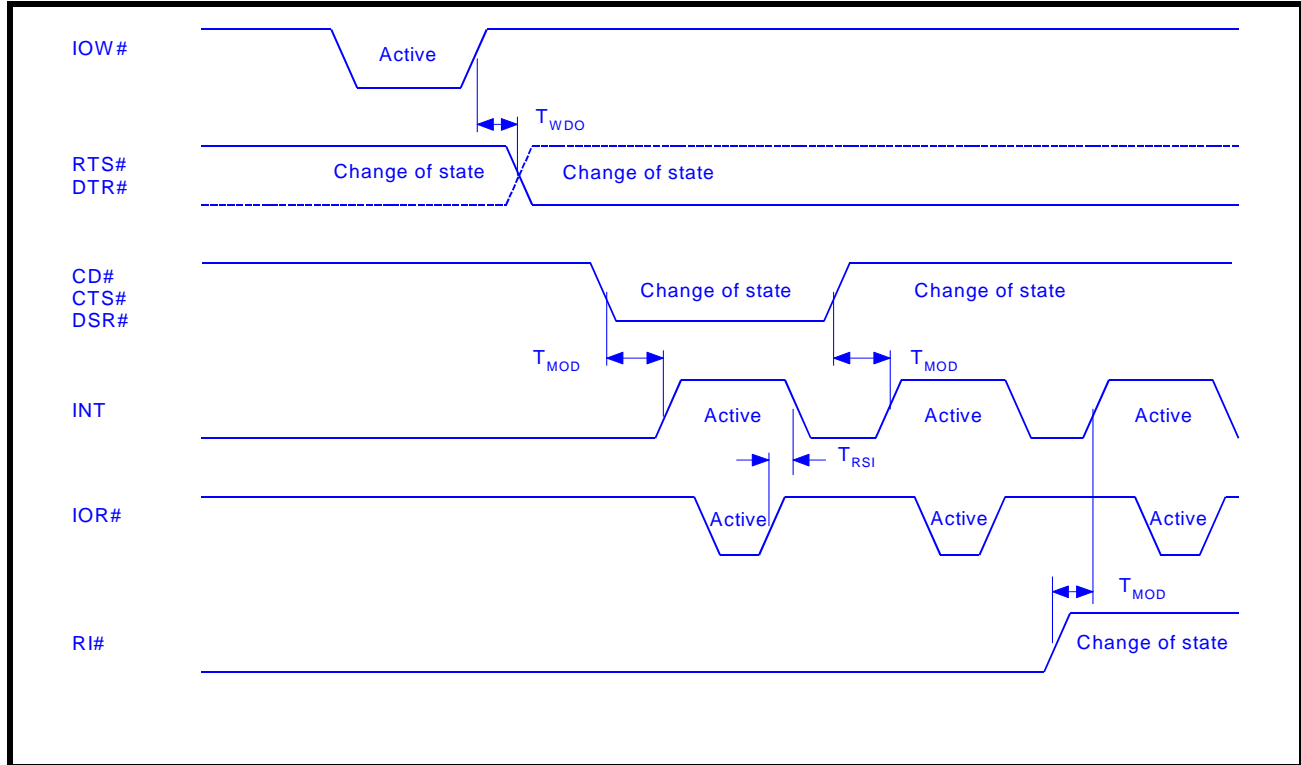 IOW#
Active
TWDO
RTS#
DTR#
Change of state
Change of state
CD#
CTS#
DSR#
Change of state
Change of state
TMOD
TMOD
INT
Active
Active
Active
TRSI
IOR#
Active
Active
Active
TMOD
RI#
Change of state